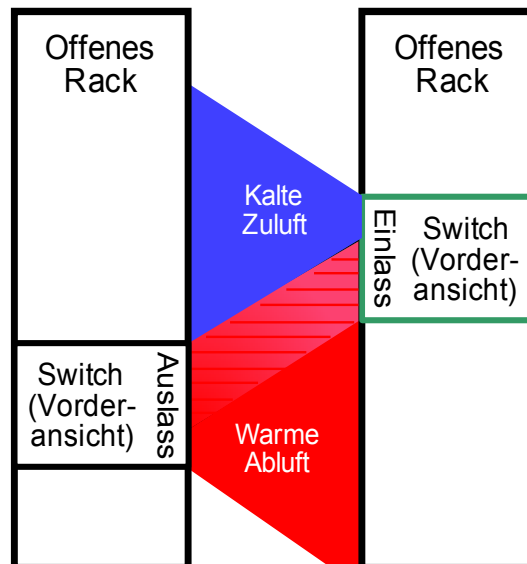 Offenes
Rack
Offenes
Rack
Kalte
Zuluft
Einlass
Switch
(Vorder-
ansicht)
Switch
(Vorder-
ansicht)
Auslass
Warme
Abluft